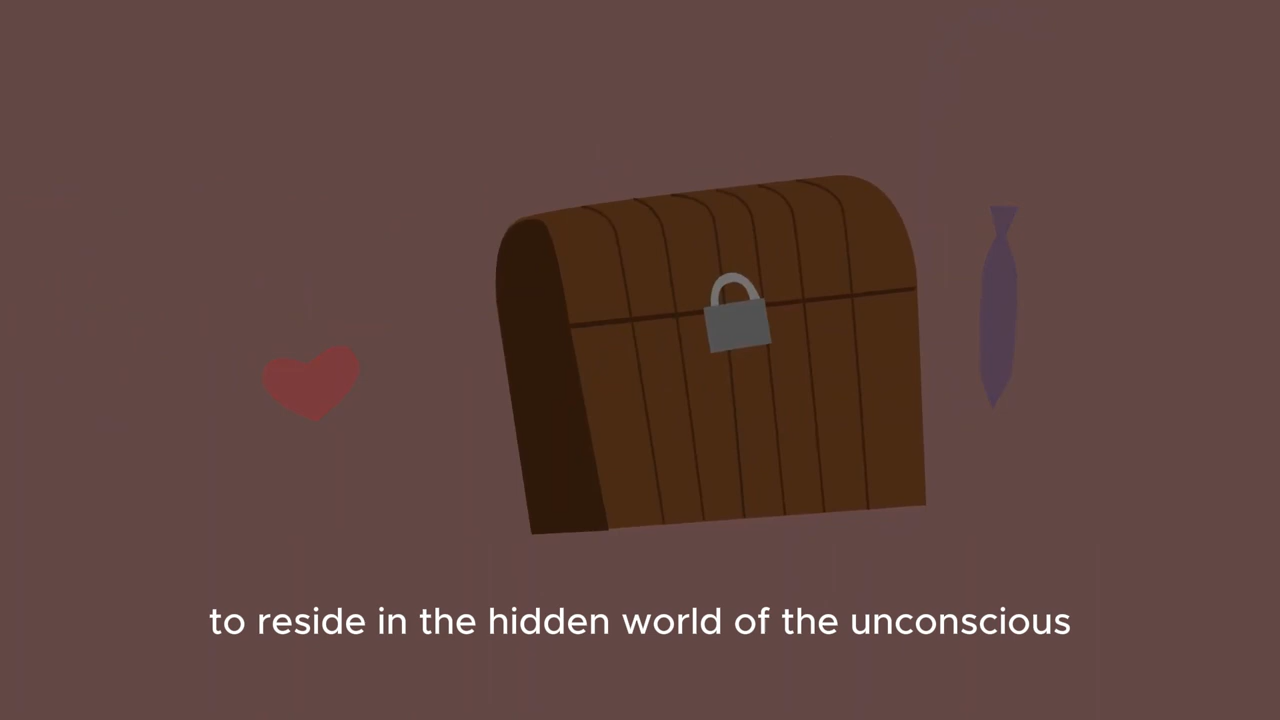 to reside in the hidden world of the unconscious